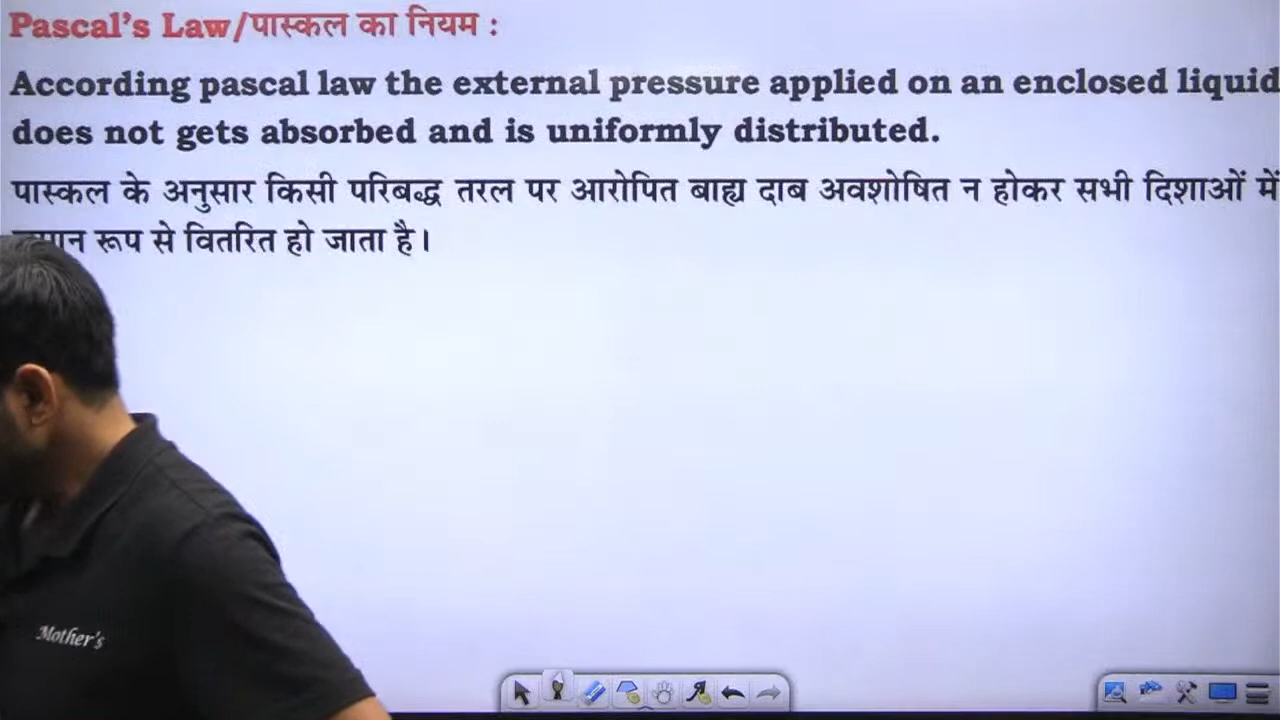 Pascal's Law/पास्कल का नियम :
According pascal law the external pressure applied on an enclosed liquid
does not gets absorbed and is uniformly distributed.
पास्कल के अनुसार किसी परिबद्ध तरल पर आरोपित बाह्य दाब अवशोषित न होकर सभी दिशाओं में
रूप से वितरित हो जाता है।
Mother's